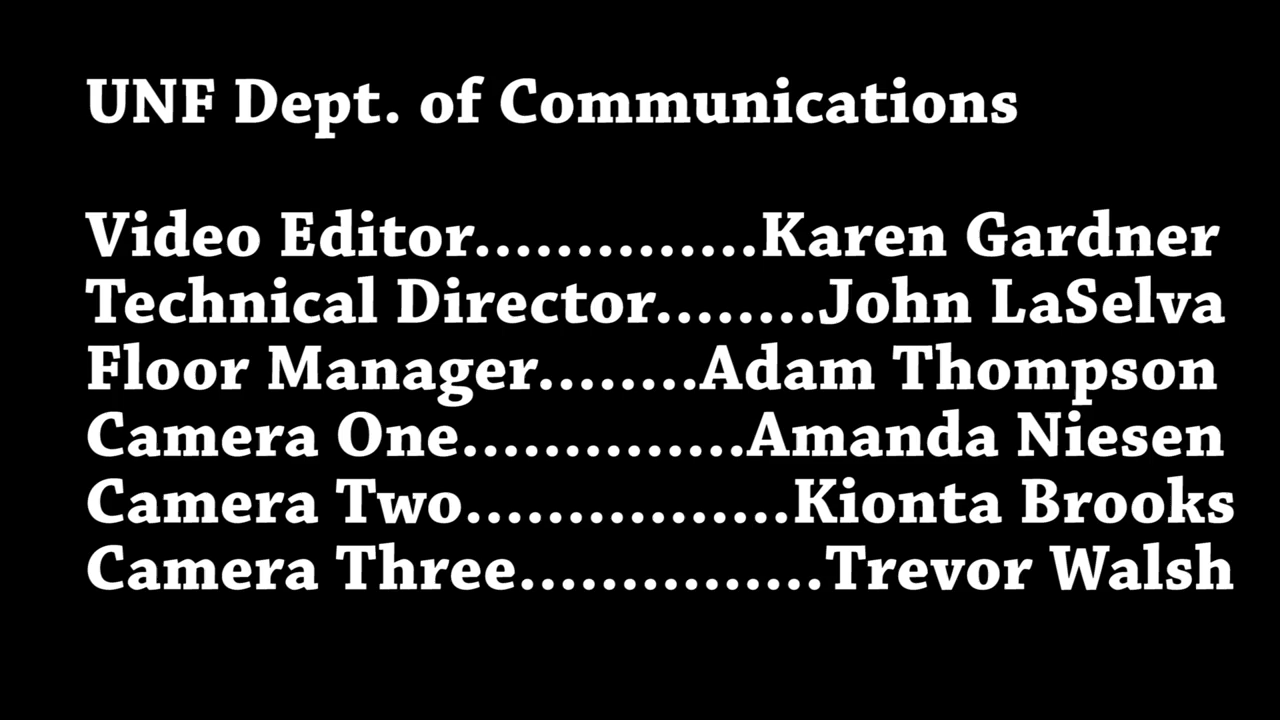 UNF Dept. of Communications
Video Editor..............Karen Gardner
Technical Director........John LaSelva
Floor Manager........Adam Thompson
Camera One..............Amanda Niesen
Camera Two................Kionta Brooks
Camera Three...............Trevor Walsh